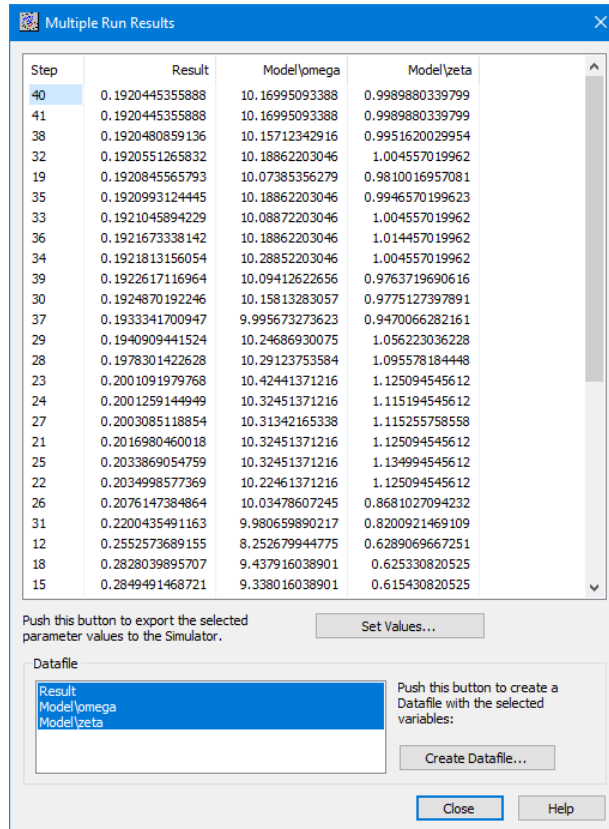 Multiple Run Results
Step Result Model\omega Model\zeta
40 0.1920445355888 10.16995093388 0.9989880339799
41 0.1920445355888 10.16995093388 0.9989880339799
38 0.1920480859136 10.15712342916 0.9951620029954
32 0.1920551265832 10.18862203046 1.004557019962
19 0.1920845565793 10.07385356279 0.9810016957081
35 0.1920993124445 10.18862203046 0.9946570199623
33 0.1921045894229 10.08872203046 1.004557019962
36 0.1921673338142 10.18862203046 1.014457019962
34 0.1921813156054 10.28852203046 1.004557019962
39 0.1922617116964 10.09412622656 0.9763719690616
30 0.1924870192246 10.15813283057 0.9775127397891
37 0.1933341700947 9.995673273623 0.9470066282161
29 0.1940909441524 10.24686930075 1.056223036228
28 0.1978301422628 10.29123753584 1.095578184448
23 0.2001091979768 10.42441371216 1.125094545612
24 0.2001259144949 10.32451371216 1.115194545612
27 0.2003085118854 10.31342165338 1.115255758558
21 0.2016980460018 10.32451371216 1.125094545612
25 0.2033869054759 10.32451371216 1.134994545612
22 0.2034998577369 10.22461371216 1.125094545612
26 0.2076147384864 10.03478607245 0.8681027094232
31 0.2200435491163 9.980659890217 0.8200921469109
12 0.2552573689155 8.252679944775 0.6289069667251
18 0.2828039895707 9.437916038901 0.625330820525
15 0.2849491468721 9.338016038901 0.615430820525
Push this button to export the selected
parameter values to the Simulator.
Set Values...
Datafile
Result
Model\omega
Model\zeta
Push this button to create a
Datafile with the selected
variables:
Create Datafile...
Close Help